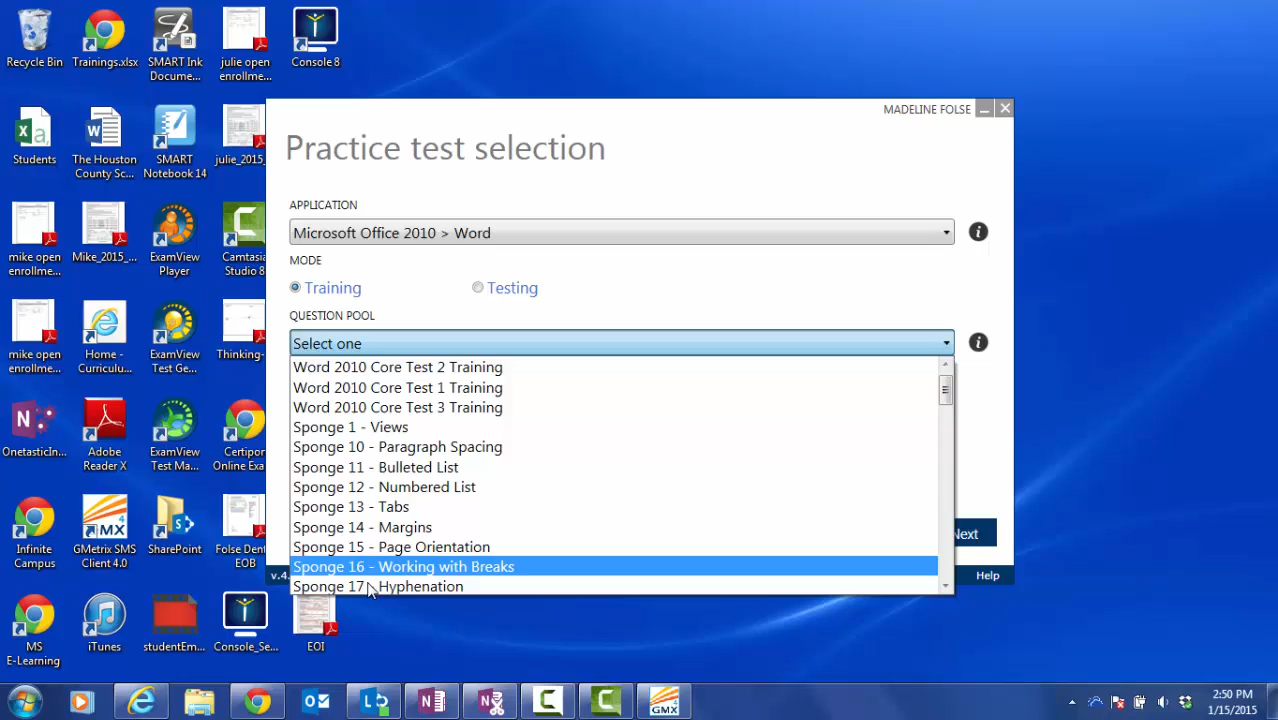 Recycle Bin
Trainings.xlsx
SMART Ink
Docume...
julie open
enrollme...
Console 8
Students
The Houston
County Sc...
SMART
Notebook 14
julie_2015_
mike open
enrollme...
Mike_2015_...
ExamView
Player
Camtasia
Studio 8
mike open
enrollme...
Home -
Curriculu...
ExamView
Test Ge...
Thinking-
OnetasticIn...
Adobe
Reader X
ExamView
Test Ma...
Certiport
Online Exa
Infinite
Campus
GMetrix SMS
Client 4.0
SharePoint
Folse Dent
EOB
MS
E-Learning
iTunes
studentEm...
Console_Se...
EOI
MADELINE FOLSE
Practice test selection
APPLICATION
Microsoft Office 2010 > Word
MODE
Training
Testing
QUESTION POOL
Select one
Word 2010 Core Test 2 Training
Word 2010 Core Test 1 Training
Word 2010 Core Test 3 Training
Sponge 1 - Views
Sponge 10 - Paragraph Spacing
Sponge 11 - Bulleted List
Sponge 12 - Numbered List
Sponge 13 - Tabs
Sponge 14 - Margins
Sponge 15 - Page Orientation
Sponge 16 - Working with Breaks
Sponge 17 - Hyphenation
Next
v.4.
Help
GMX
2:50 PM
1/15/2015